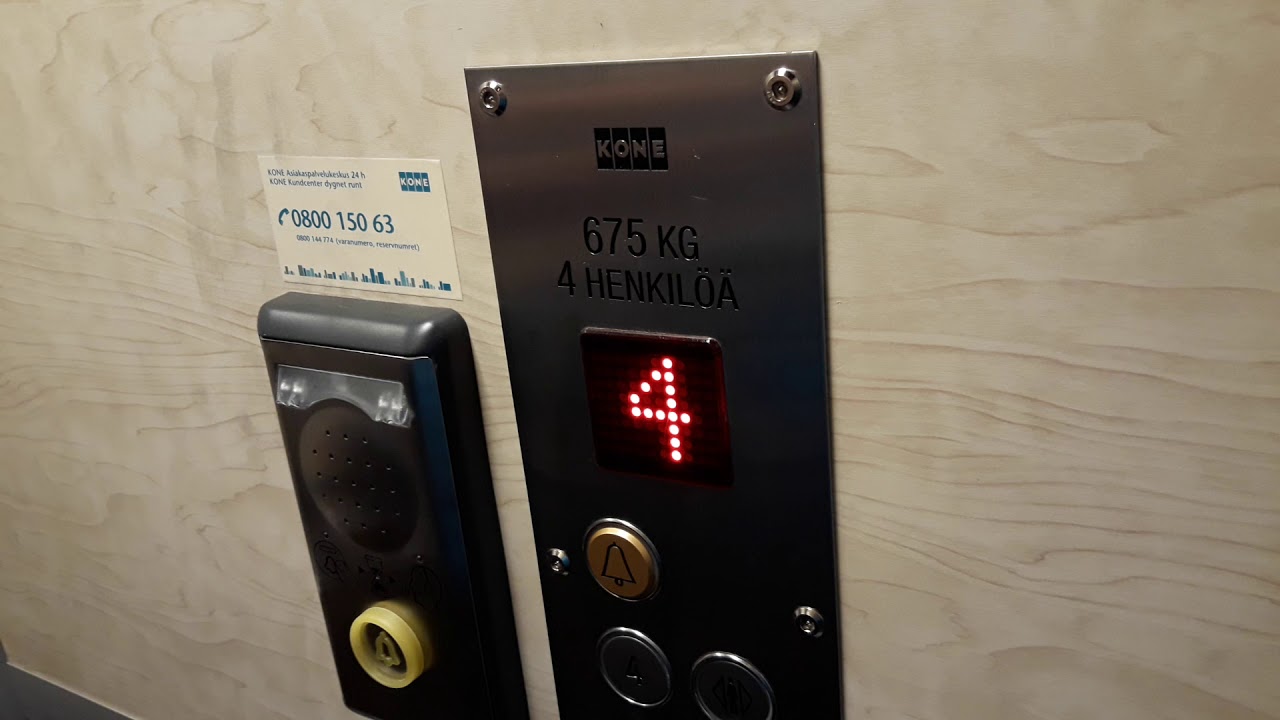 KONE Asiakaspalvelukeskus 24 h
KONE Kundcenter dygnet runt
KONE
0800 150 63
0800 144 774 (varanumero, reservnumret)
KONE
675 KG
4 HENKILÖÄ
4
4